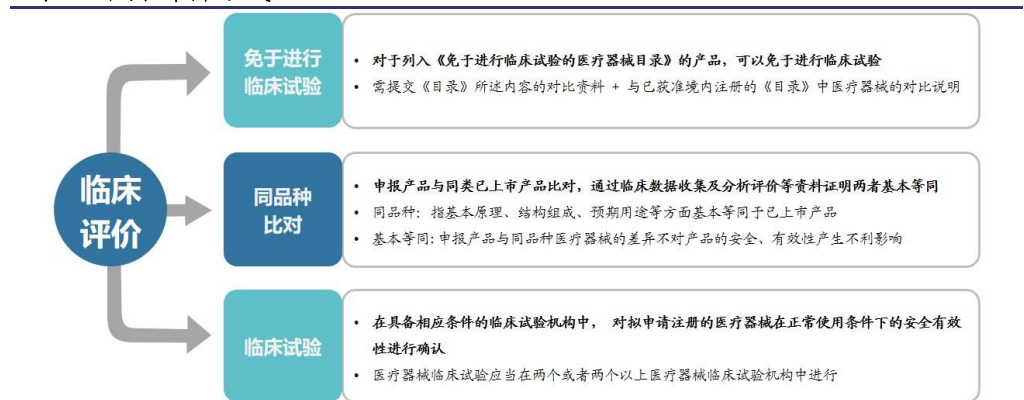 临床
评价
免于进行
临床试验
• 对于列入《免于进行临床试验的医疗器械目录》的产品，可以免于进行临床试验
• 需提交《目录》所述内容的对比资料 + 与已获准境内注册的《目录》中医疗器械的对比说明
同品种
比对
• 申报产品与同类已上市产品比对，通过临床数据收集及分析评价等资料证明两者基本等同
• 同品种：指基本原理、结构组成、预期用途等方面基本等同于已上市产品
• 基本等同：申报产品与同品种医疗器械的差异不对产品的安全、有效性产生不利影响
临床试验
• 在具备相应条件的临床试验机构中， 对拟申请注册的医疗器械在正常使用条件下的安全有效
性进行确认
• 医疗器械临床试验应当在两个或者两个以上医疗器械临床试验机构中进行